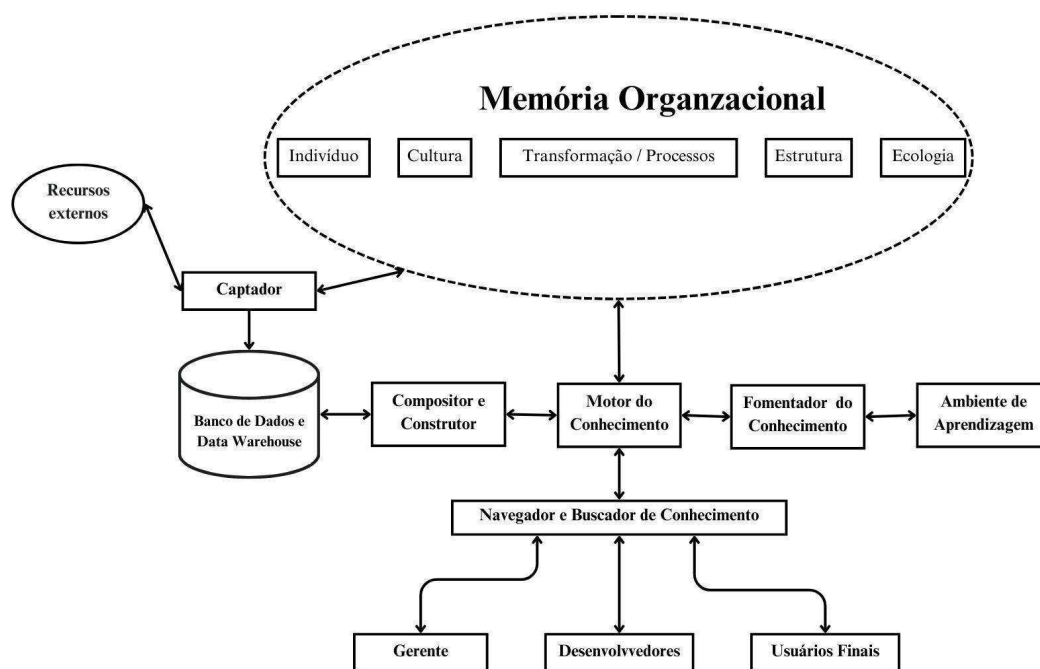 Memória Organzacional
Indivíduo
Cultura
Transformação / Processos
Estrutura
Ecologia
Recursos
externos
Captador
Banco de Dados e
Data Warehouse
Compositor e
Construtor
Motor do
Conhecimento
Fomentador do
Conhecimento
Ambiente de
Aprendizagem
Navegador e Buscador de Conhecimento
Gerente
Desenvolvvedores
Usuários Finais